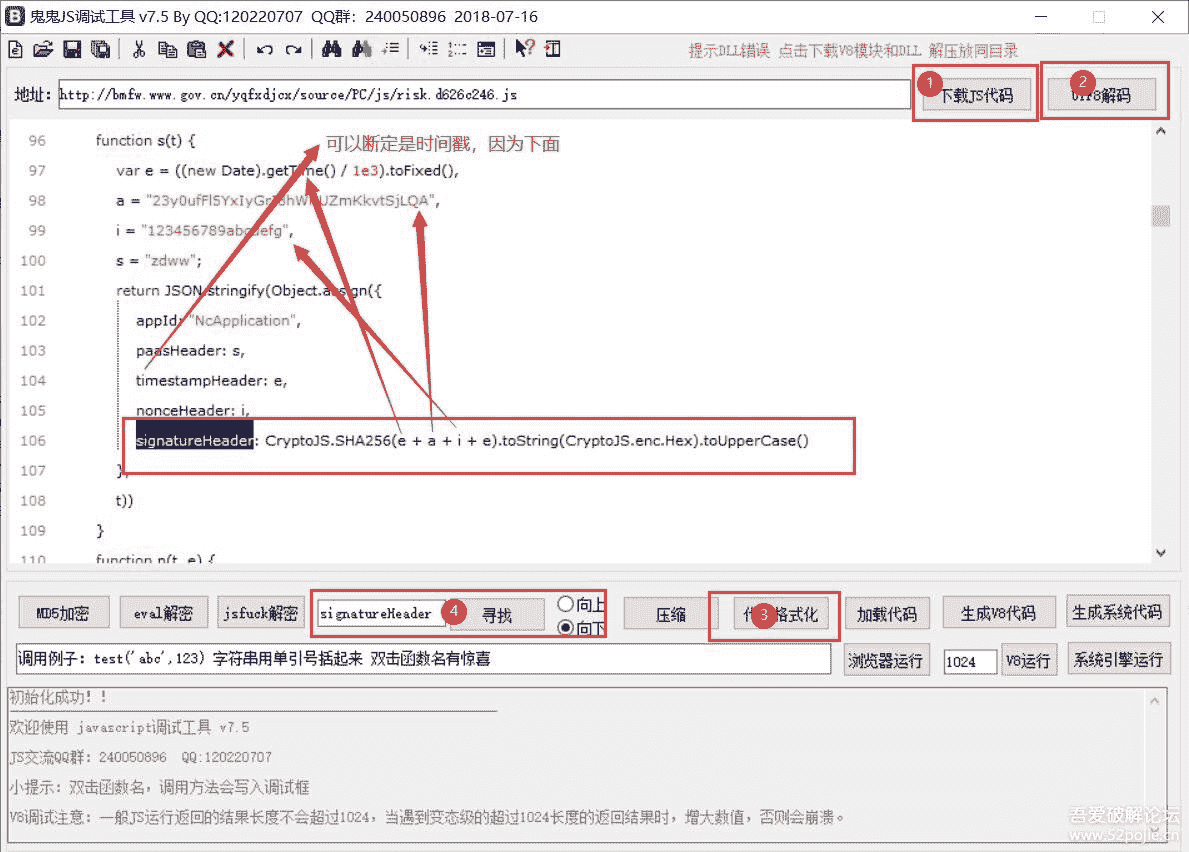 鬼鬼JS调试工具 v7.5 By QQ:120220707 QQ群: 240050896 2018-07-16
提示DLL错误 点击下载V8模块和DLL 解压放同目录
地址: http://bmfw.www.gov.cn/yqfxdjcx/source/PC/js/risk.d626c246.js
1 下载JS代码
2 解码
可以断定是时间戳，因为下面
96 function s(t) {
97 var e = ((new Date).getTime() / 1e3).toFixed(),
98 a =
99 i = "123456789abcdefg",
100 s = "zdww";
101 return JSON.stringify(Object.assign({
102 appId: "NcApplication",
103 paasHeader: s,
104 timestampHeader: e,
105 nonceHeader: i,
106 signatureHeader: CryptoJS.SHA256(e + a + i + e).toString(CryptoJS.enc.Hex).toUpperCase()
107 },
108 t))
109 }
110 function n(t, e) {
MD5加密 eval解密 jsfuck解密 signatureHeader 4 寻找 向上 向下 压缩 3 格式化 加载代码 生成V8代码 生成系统代码
调用例子: test('abc',123) 字符串用单引号括起来 双击函数名有惊喜 浏览器运行 1024 V8运行 系统引擎运行
初始化成功！！
欢迎使用 javascript调试工具 v7.5
JS交流QQ群: 240050896 QQ:120220707
小提示: 双击函数名，调用方法会写入调试框
V8调试注意: 一般JS运行返回的结果长度不会超过1024，当遇到变态级的超过1024长度的返回结果时，增大数值，否则会崩溃。
吾爱破解论坛
www.52pojie.cn